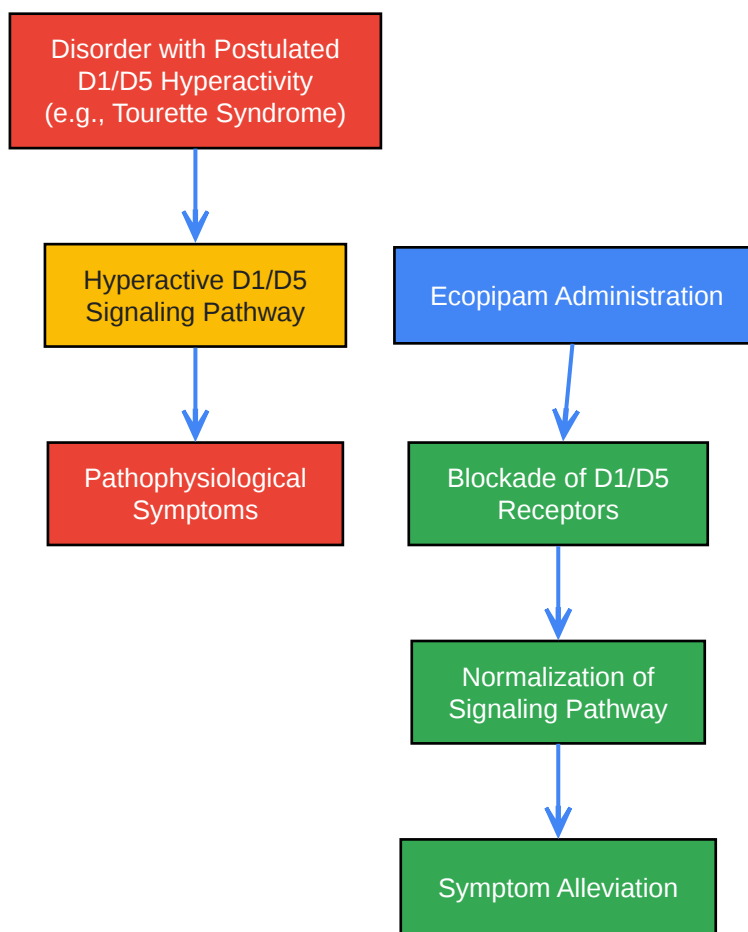 Disorder with Postulated
D1/D5 Hyperactivity
(e.g., Tourette Syndrome)
Hyperactive D1/D5
Signaling Pathway
Pathophysiological
Symptoms
Ecopipam Administration
Blockade of D1/D5
Receptors
Normalization of
Signaling Pathway
Symptom Alleviation